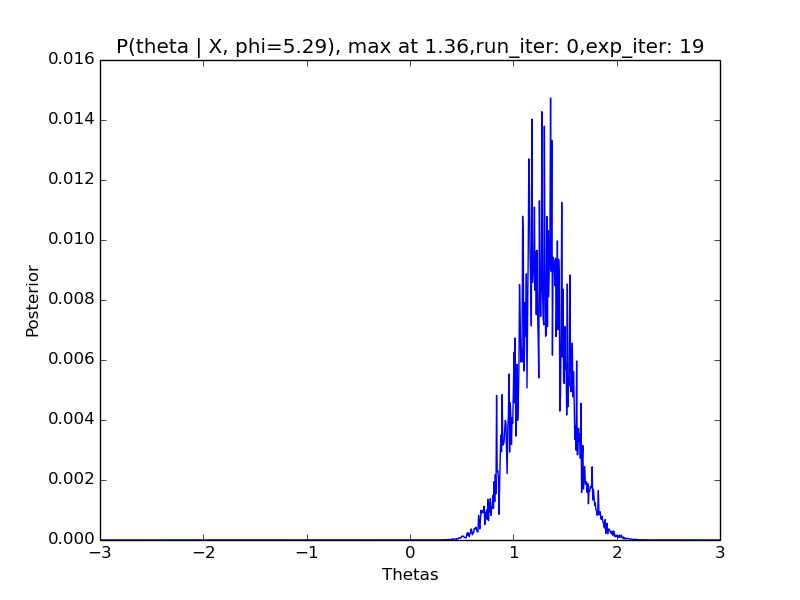 P(theta | X, phi=5.29), max at 1.36,run_iter: 0,exp_iter: 19
0.016
0.014
0.012
0.010
0.008
0.006
0.004
0.002
0.000
Posterior
−3 −2 −1 0 1 2 3
Thetas